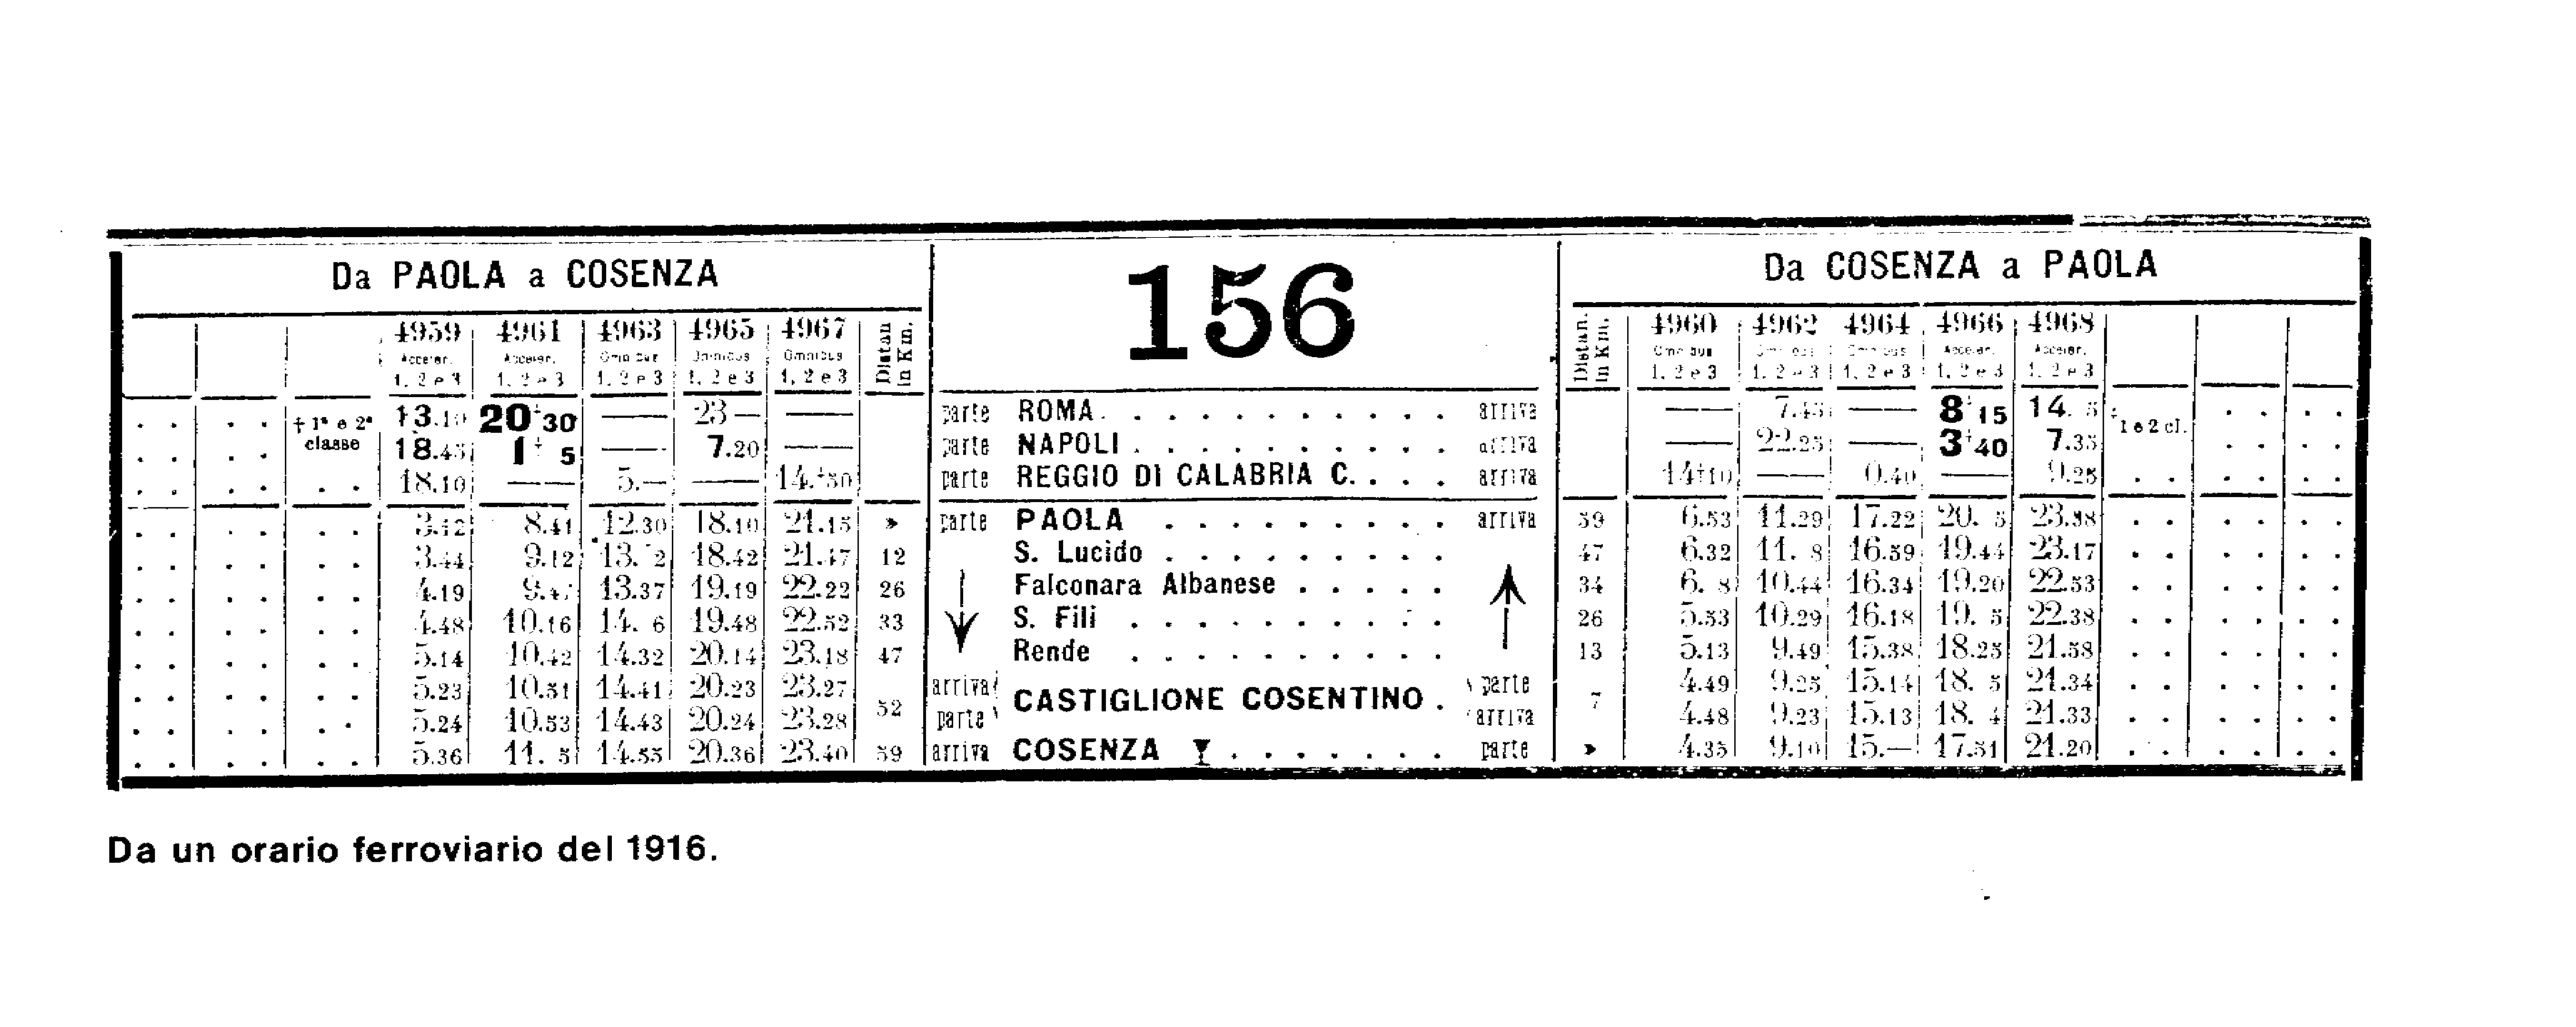 Da PAOLA a COSENZA 156 Da COSENZA a PAOLA
4959 4961 4963 4965 4967 Distan. in Km. Distan. in Km. 4960 4962 4964 4966 4968
Acceler. Acceler. Omnibus Omnibus Omnibus Omnibus Omnibus Omnibus Acceler. Acceler.
1, 2 e 3 1, 2 e 3 1, 2 e 3 1, 2 e 3 1, 2 e 3 1, 2 e 3 1, 2 e 3 1, 2 e 3 1, 2 e 3 1, 2 e 3
† 1ª e 2ª classe 13.10 20†30 — 23— — parte ROMA arriva — 7.45 — 8†15 14. 5 † 1 e 2 cl.
18.45 1† 5 — 7.20 — parte NAPOLI arriva — 22.25 — 3†40 7.35
18.10 — 5.— — 14.†50 parte REGGIO DI CALABRIA C. arriva 14†10 — 0.40 — 9.25
3.12 8.41 12.30 18.10 21.15 » parte PAOLA arriva 59 6.53 11.29 17.22 20. 5 23.38
3.44 9.12 13. 2 18.42 21.47 12 S. Lucido 47 6.32 11. 8 16.59 19.44 23.17
4.19 9.47 13.37 19.19 22.22 26 Falconara Albanese 34 6. 8 10.44 16.34 19.20 22.53
4.48 10.16 14. 6 19.48 22.52 33 S. Fili 26 5.53 10.29 16.18 19. 5 22.38
5.14 10.42 14.32 20.14 23.18 47 Rende 13 5.13 9.49 15.38 18.25 21.58
5.23 10.51 14.41 20.23 23.27 52 arriva CASTIGLIONE COSENTINO parte 7 4.49 9.25 15.14 18. 5 21.34
5.24 10.53 14.43 20.24 23.28 parte arriva 4.48 9.23 15.13 18. 4 21.33
5.36 11. 5 14.55 20.36 23.40 59 arriva COSENZA parte » 4.35 9.10 15.— 17.51 21.20
Da un orario ferroviario del 1916.